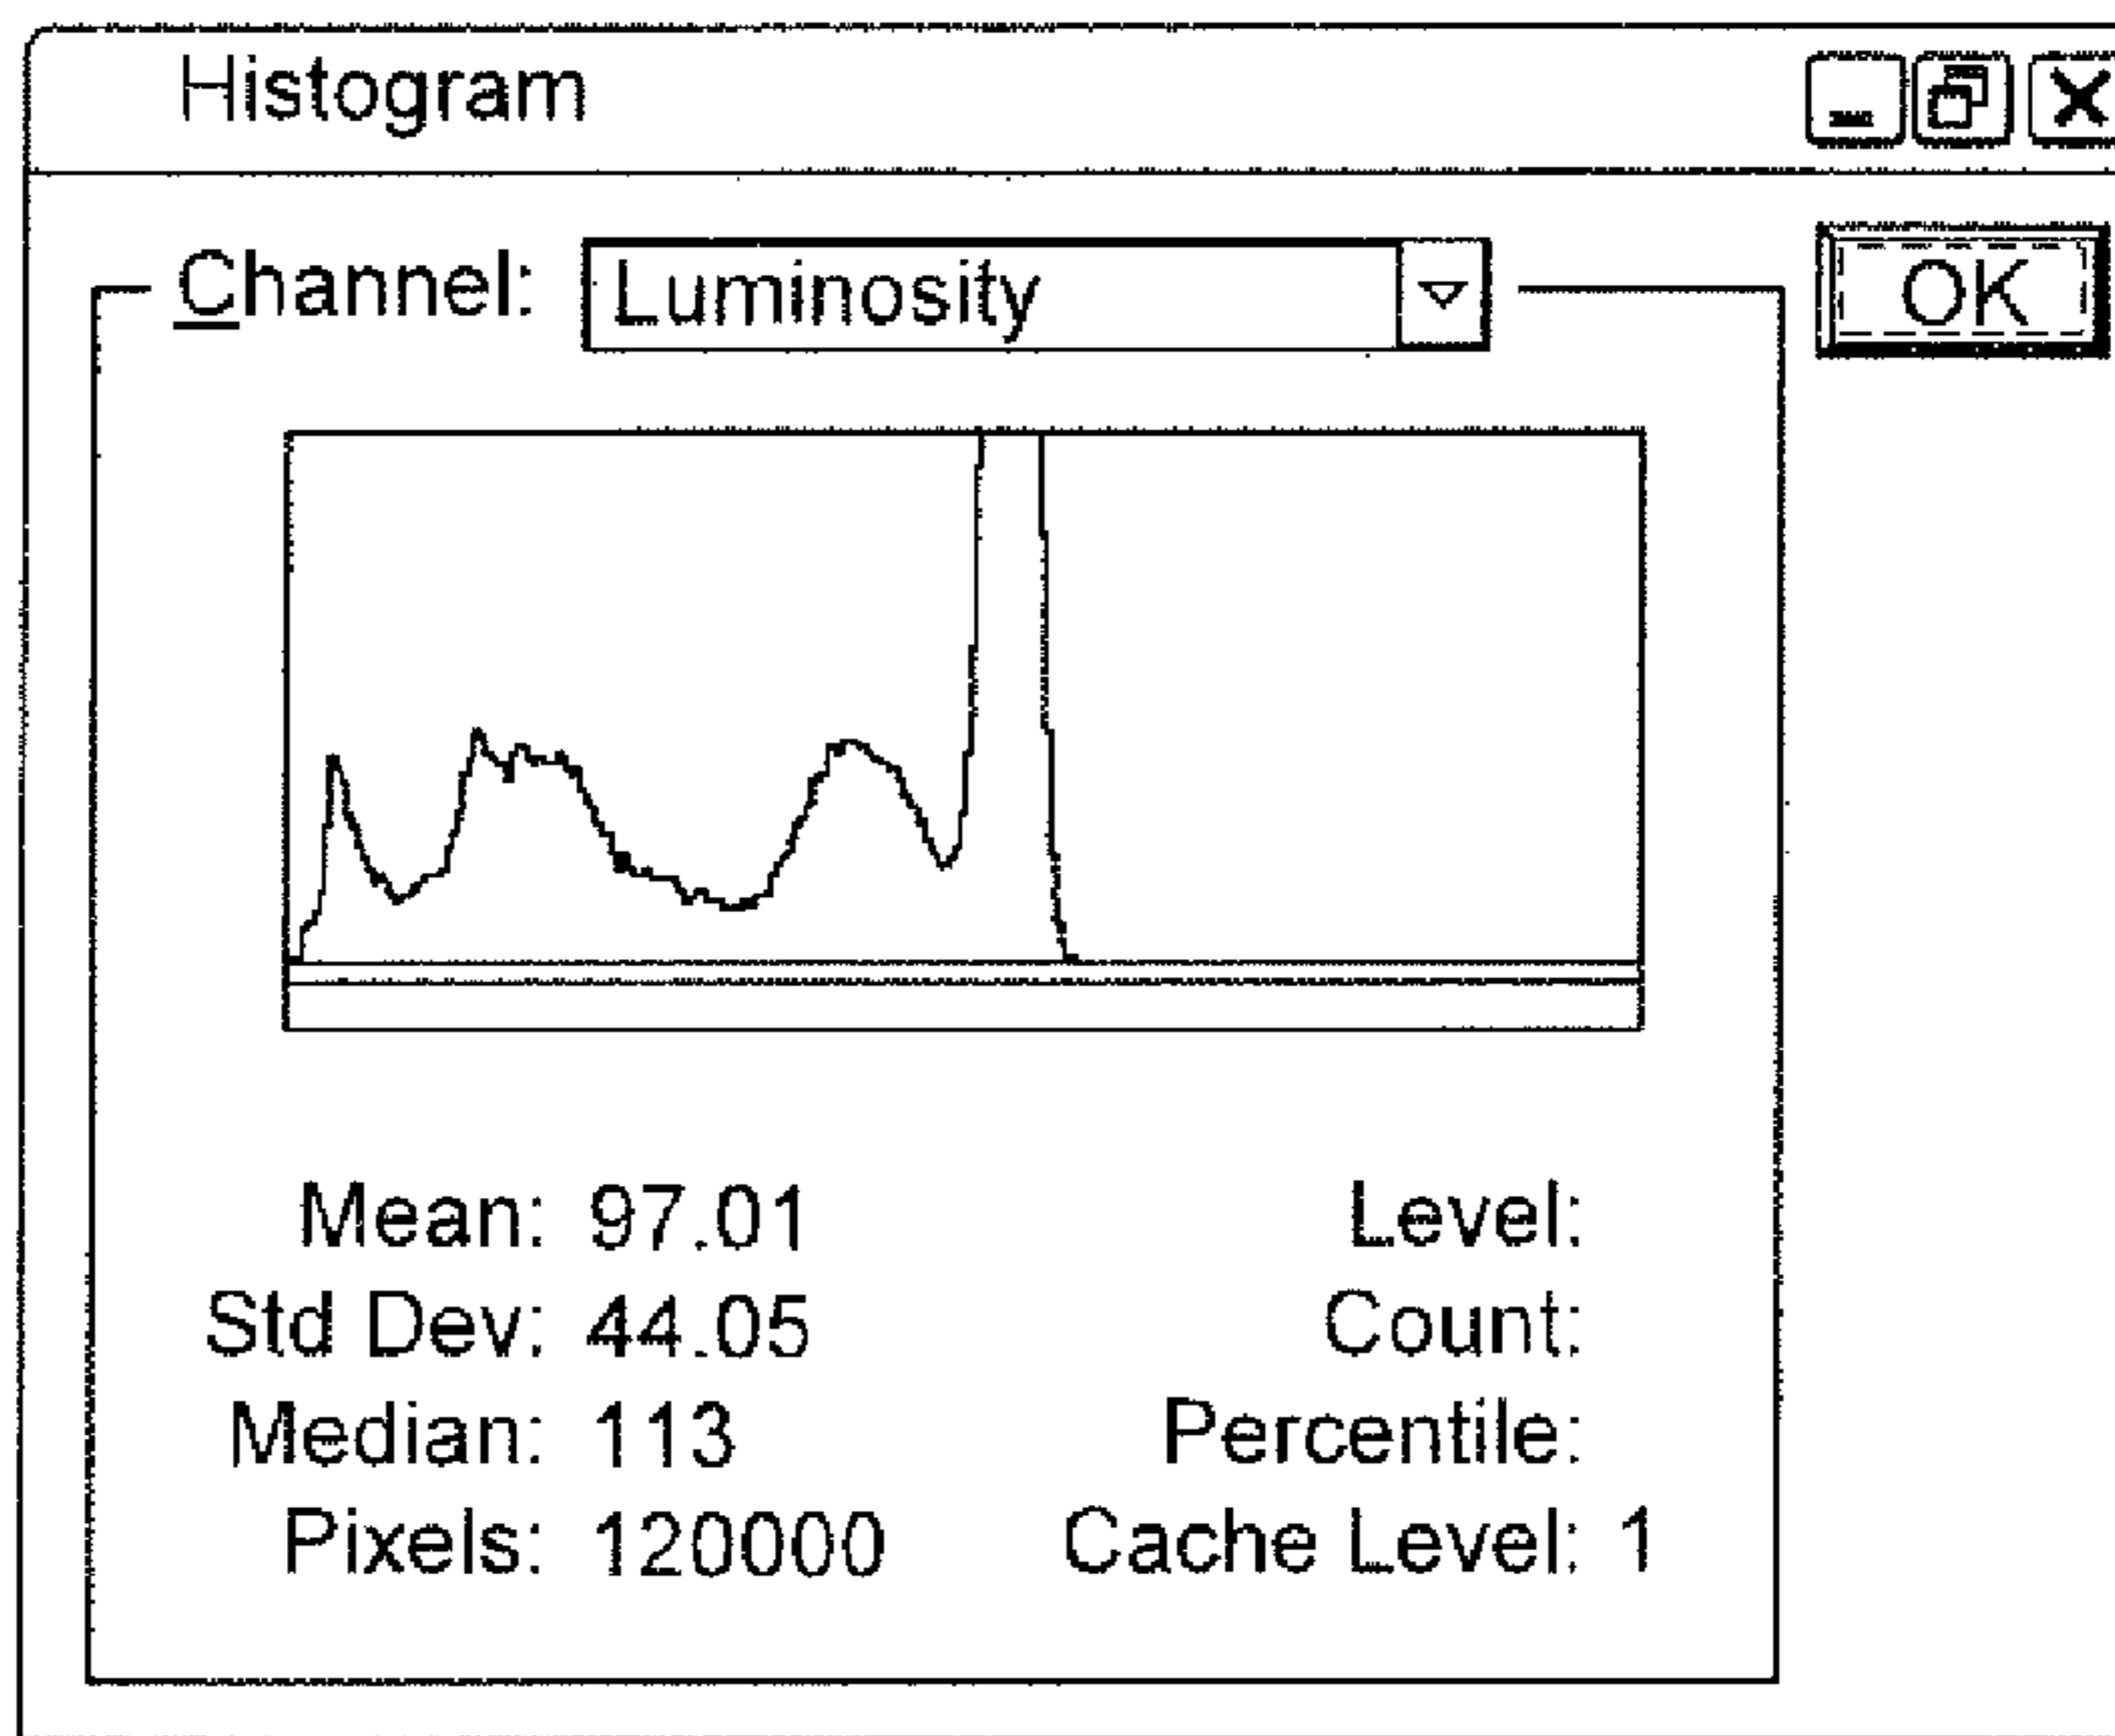 Histogram
Channel: Luminosity OK
Mean: 97.01 Level:
Std Dev: 44.05 Count:
Median: 113 Percentile:
Pixels: 120000 Cache Level: 1